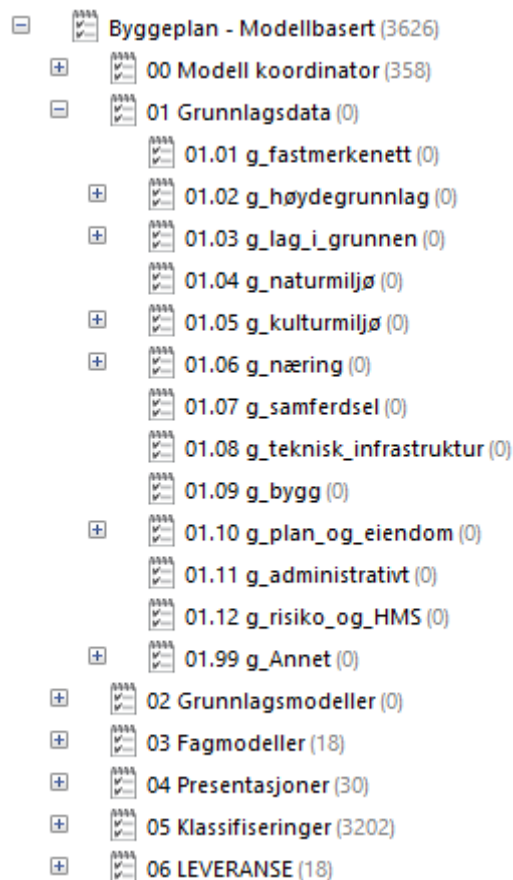 Byggeplan - Modellbasert (3626)
00 Modell koordinator (358)
01 Grunnlagsdata (0)
01.01 g_fastmerkenett (0)
01.02 g_høydegrunnlag (0)
01.03 g_lag_i_grunnen (0)
01.04 g_naturmiljø (0)
01.05 g_kulturmiljø (0)
01.06 g_næring (0)
01.07 g_samferdsel (0)
01.08 g_teknisk_infrastruktur (0)
01.09 g_bygg (0)
01.10 g_plan_og_eiendom (0)
01.11 g_administrativt (0)
01.12 g_risiko_og_HMS (0)
01.99 g_Annet (0)
02 Grunnlagsmodeller (0)
03 Fagmodeller (18)
04 Presentasjoner (30)
05 Klassifiseringer (3202)
06 LEVERANSE (18)